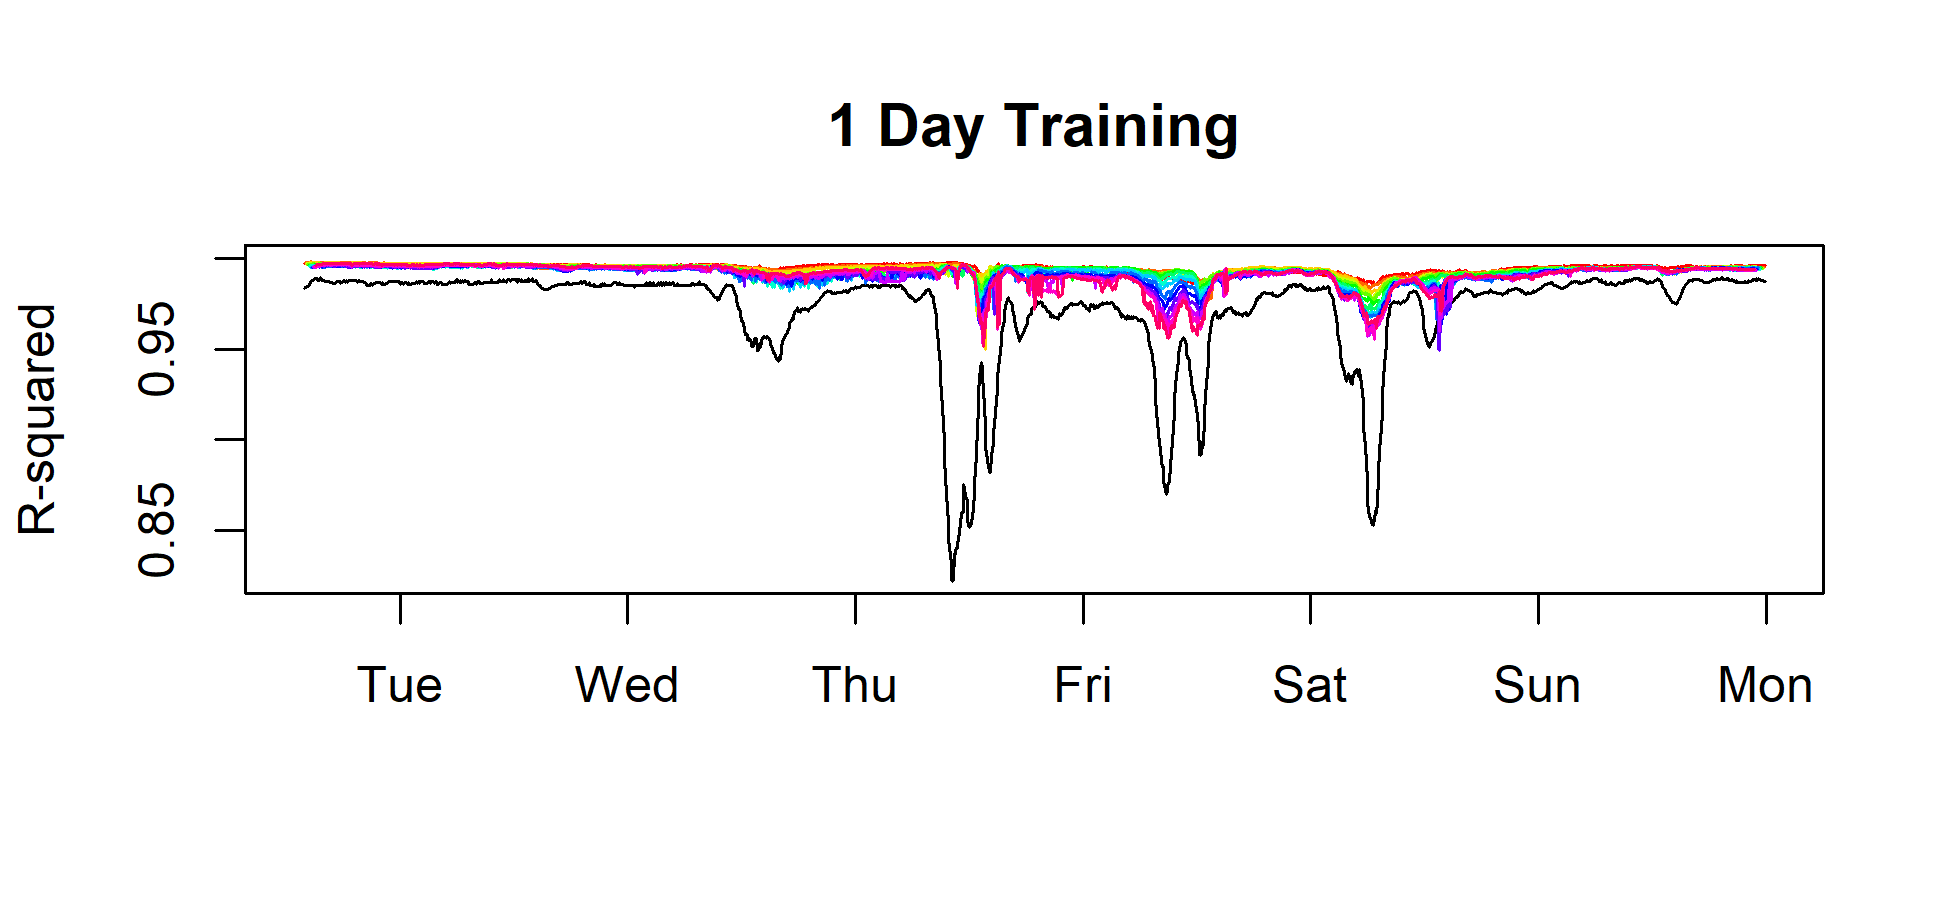 1 Day Training
R-squared
0.95
0.85
Tue Wed Thu Fri Sat Sun Mon